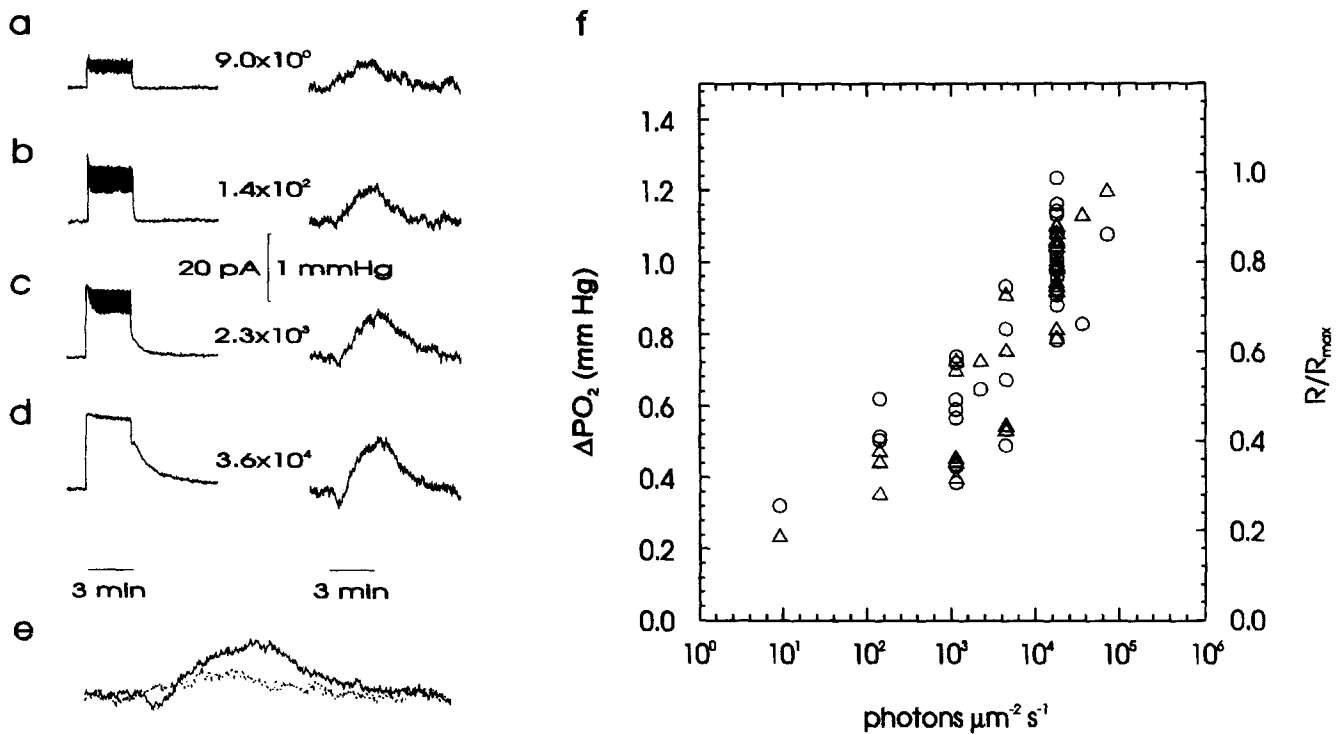 a
9.0x10⁰
b
1.4x10²
20 pA 1 mmHg
c
2.3x10³
d
3.6x10⁴
3 min 3 min
e
f
1.4
1.2
1.0
0.8
0.6
0.4
0.2
0.0
ΔPO₂ (mm Hg)
1.0
0.8
0.6
0.4
0.2
0.0
R/Rₘₐₓ
10⁰ 10¹ 10² 10³ 10⁴ 10⁵ 10⁶
photons μm⁻² s⁻¹